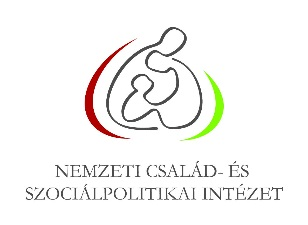 NEMZETI CSALÁD- ÉS
SZOCIÁLPOLITIKAI INTÉZET